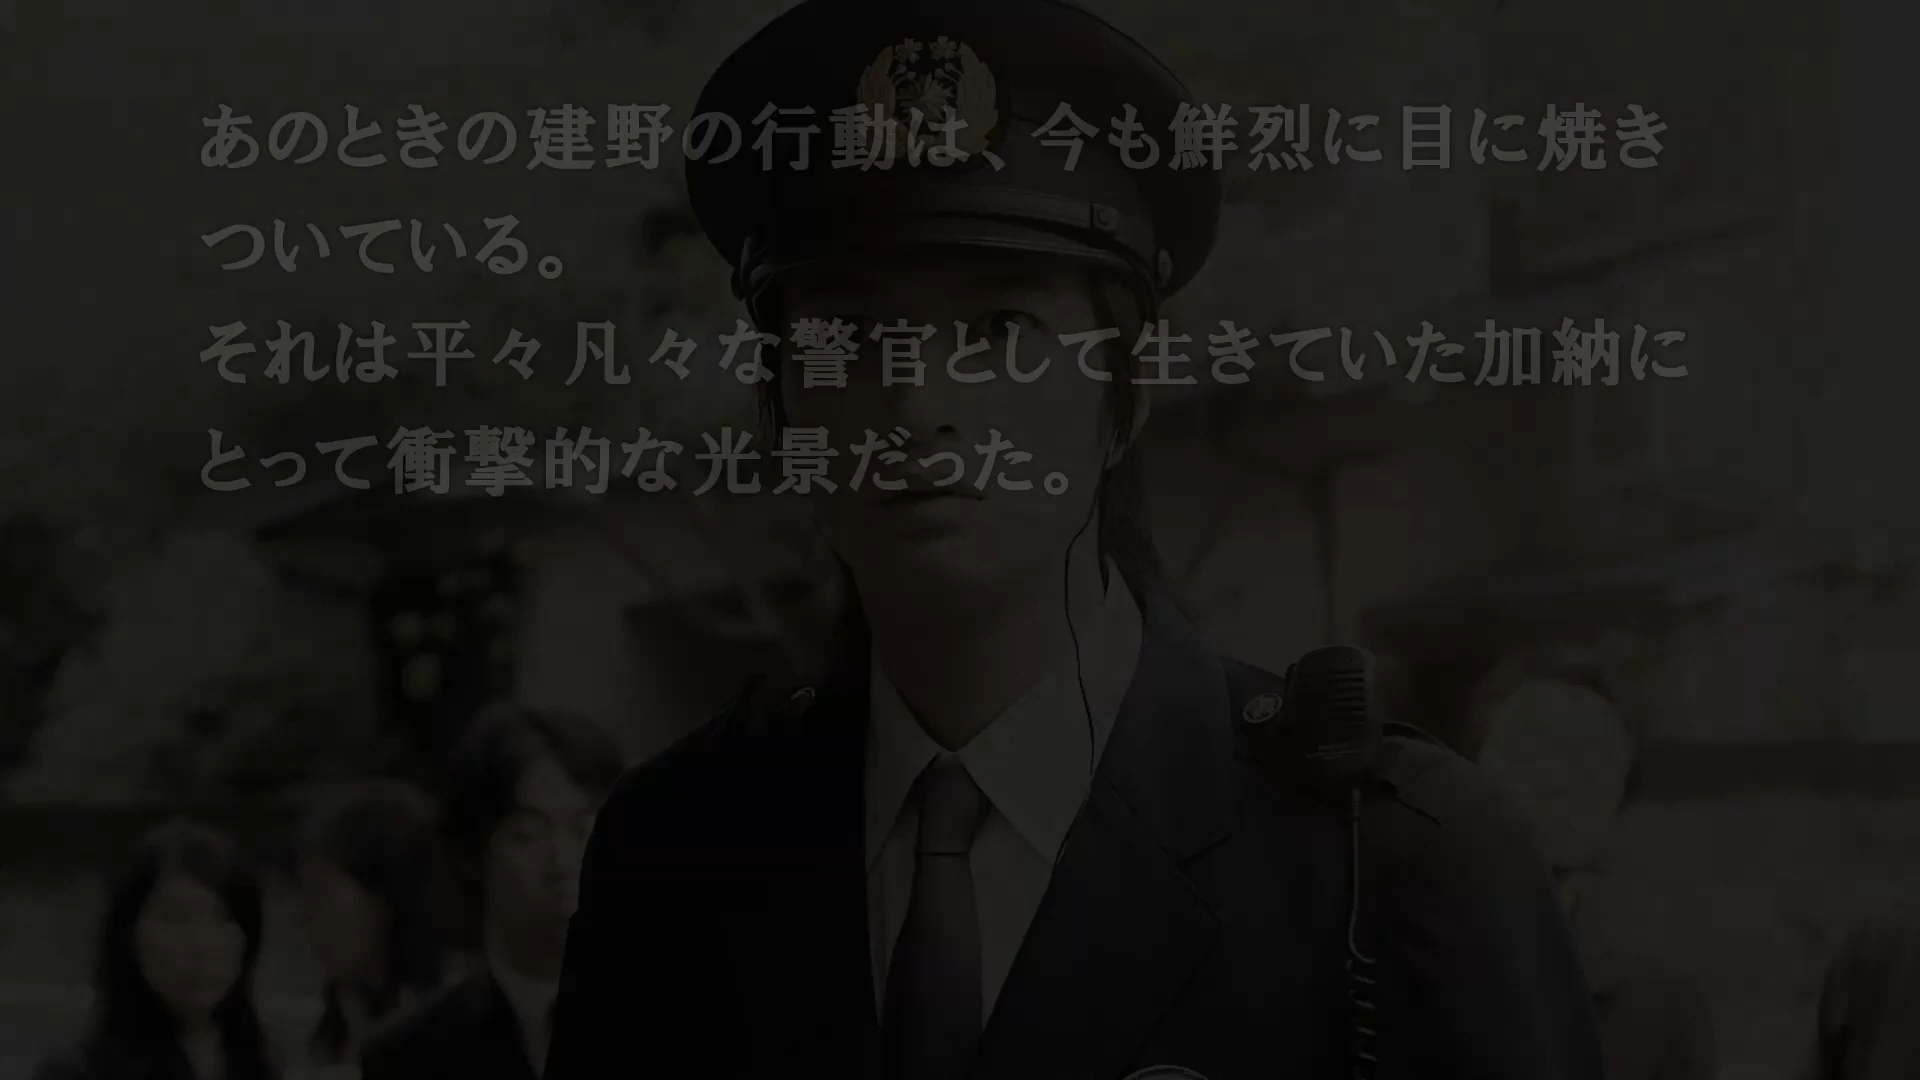 あのときの建野の行動は、今も鮮烈に目に焼き
ついている。
それは平々凡々な警官として生きていた加納に
とって衝撃的な光景だった。